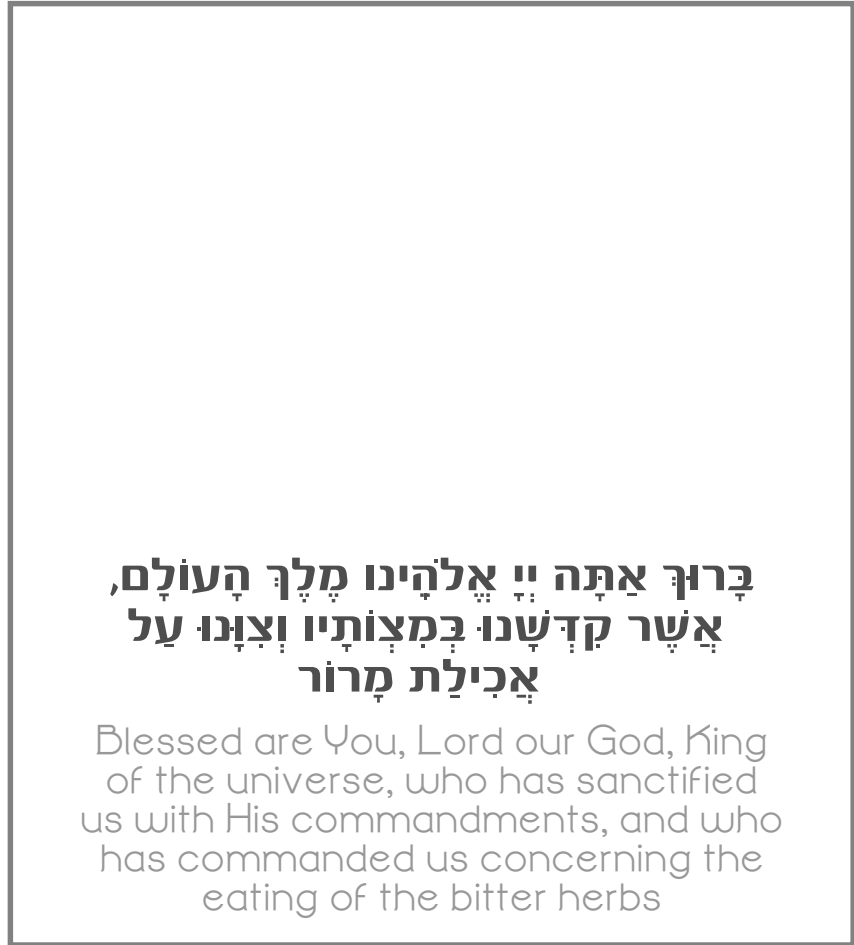 בָּרוּךְ אַתָּה יְיָ אֱלֹהֵינוּ מֶלֶךְ הָעוֹלָם,
אֲשֶׁר קִדְּשָׁנוּ בְּמִצְוֹתָיו וְצִוָּנוּ עַל
אֲכִילַת מָרוֹר
Blessed are You, Lord our God, King
of the universe, who has sanctified
us with His commandments, and who
has commanded us concerning the
eating of the bitter herbs